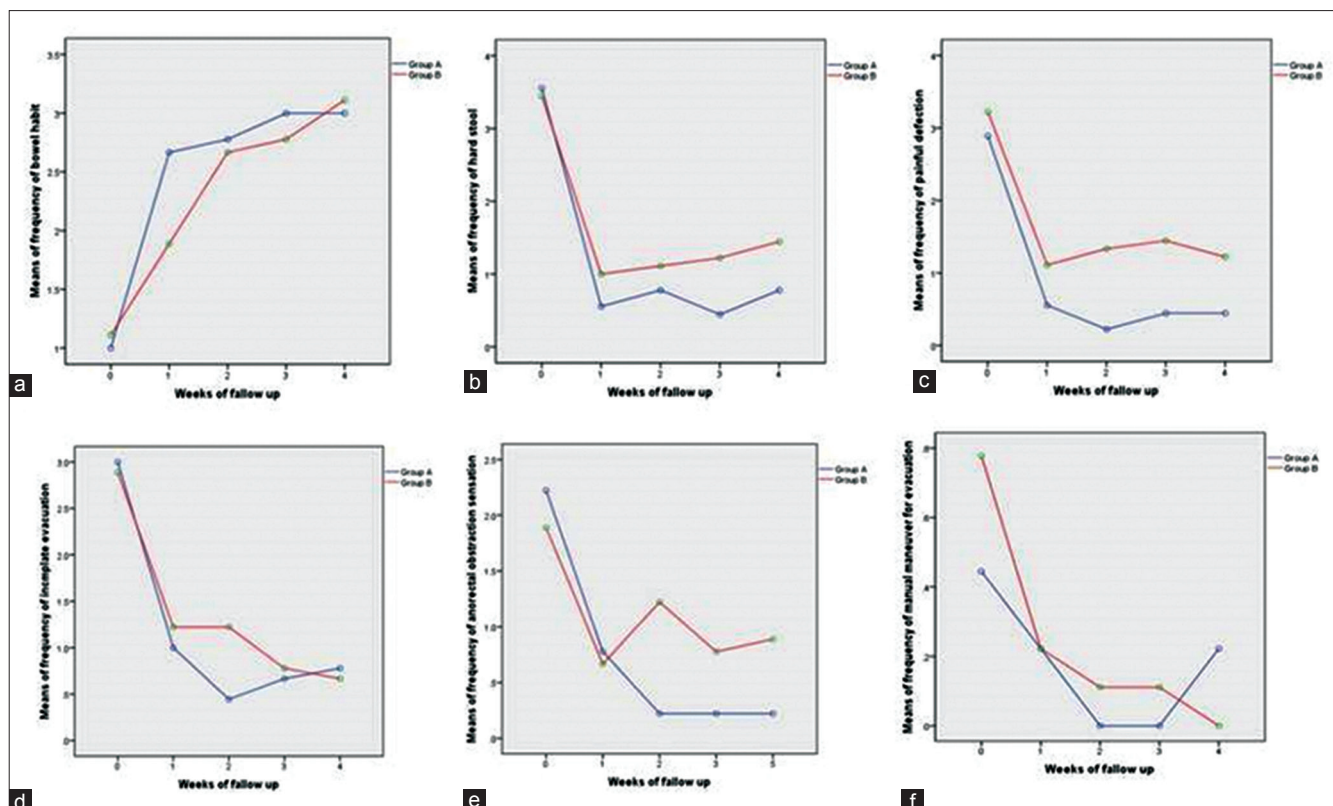 Means of frequency of bowel habit
3.5
3
2.5
2
1.5
1
0 1 2 3 4
Weeks of fallow up
Group A
Group B
a
Means of frequency of hard stool
4
3
2
1
0
0 1 2 3 4
Weeks of fallow up
Group A
Group B
b
Means of frequency of painful defection
4
3
2
1
0
0 1 2 3 4
Weeks of fallow up
Group A
Group B
c
Means of frequency of incmplate evacuation
3.0
2.5
2.0
1.5
1.0
.5
0
0 1 2 3 4
Weeks of fallow up
Group A
Group B
d
Means of frequency of anorectal obstraction sensation
2.5
2.0
1.5
1.0
.5
0
0 1 2 3 5
Weeks of fallow up
Group A
Group B
e
Means of frequency of manual maneuver for evacuation
.8
.6
.4
.2
0
0 1 2 3 4
Weeks of fallow up
Group A
Group B
f